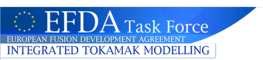 EFDA Task Force
EUROPEAN FUSION DEVELOPMENT AGREEMENT
INTEGRATED TOKAMAK MODELLING